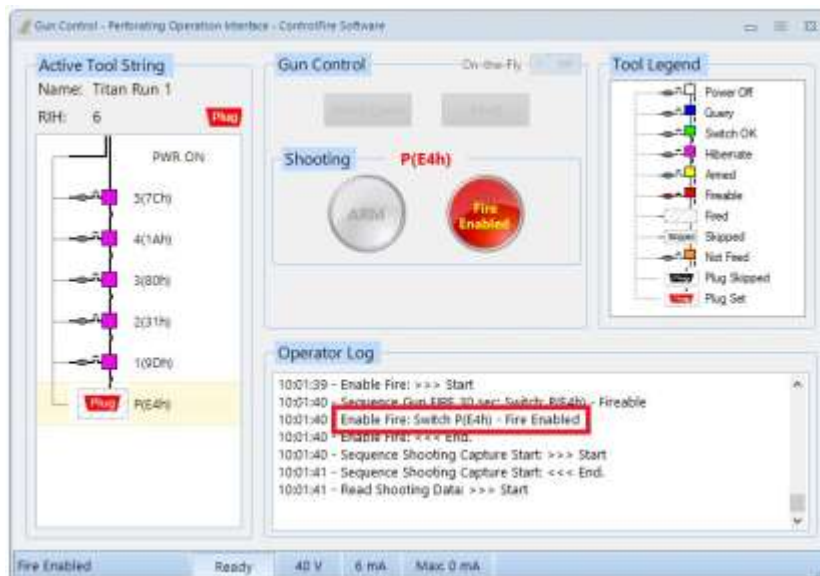 Gun Control - Perforating Operation Interface - ControlFire Software
Active Tool String
Name: Titan Run 1
RIH: 6
Plug
PWR ON
5(7Ch)
4(1Ah)
3(80h)
2(31h)
1(9Dh)
Plug P(E4h)
Gun Control
On-the-Fly
Shooting P(E4h)
ARM
Fire
Enabled
Tool Legend
Power Off
Query
Switch OK
Hibernate
Armed
Fireable
Fired
Skipped
Not Fired
Plug Skipped
Plug Set
Operator Log
10:01:39 - Enable Fire: >>> Start
10:01:40 - Sequence Gun FIRE 30 sec: Switch: P(E4h) - Fireable
10:01:40 - Enable Fire: Switch P(E4h) - Fire Enabled
10:01:40 - Enable Fire: <<< End.
10:01:40 - Sequence Shooting Capture Start: >>> Start
10:01:41 - Sequence Shooting Capture Start: <<< End.
10:01:41 - Read Shooting Data: >>> Start
Fire Enabled Ready 40 V 6 mA Max: 0 mA